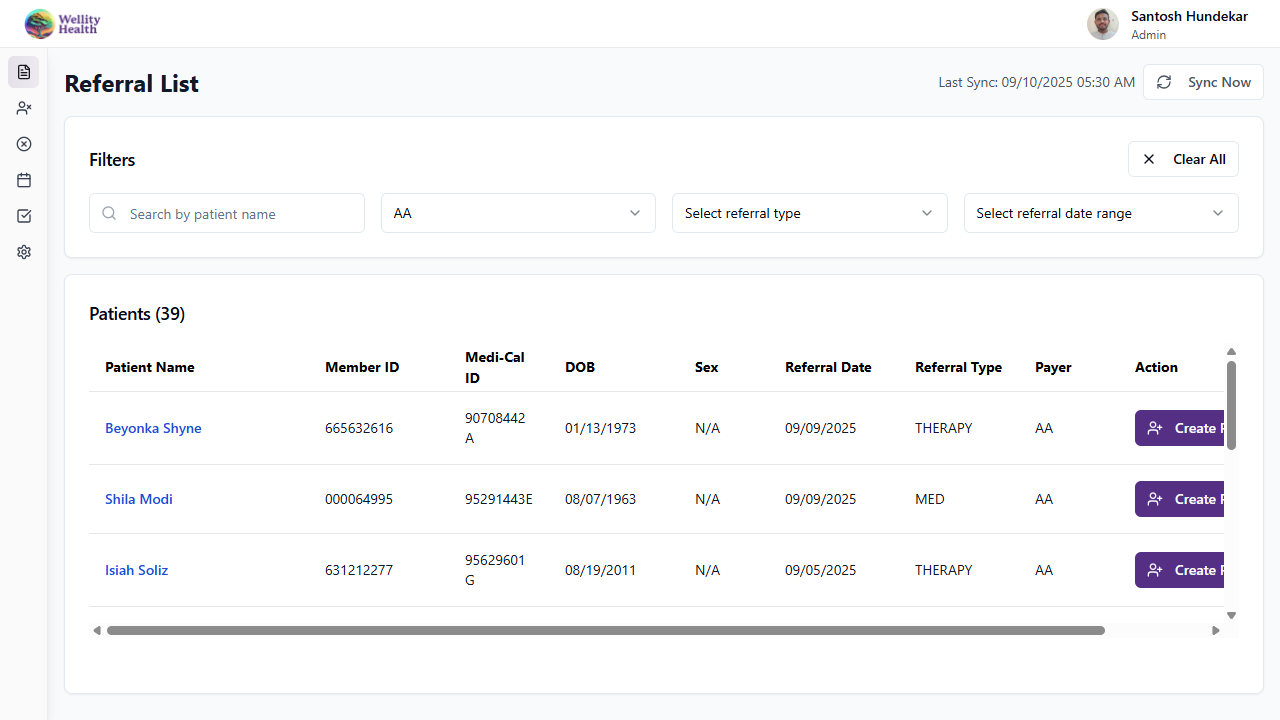 Wellity
Health
Santosh Hundekar
Admin
Referral List
Last Sync: 09/10/2025 05:30 AM
Sync Now
Filters
Clear All
Search by patient name
AA
Select referral type
Select referral date range
Patients (39)
Patient Name Member ID Medi-Cal ID DOB Sex Referral Date Referral Type Payer Action
Beyonka Shyne 665632616 90708442A 01/13/1973 N/A 09/09/2025 THERAPY AA Create
Shila Modi 000064995 95291443E 08/07/1963 N/A 09/09/2025 MED AA Create
Isiah Soliz 631212277 95629601G 08/19/2011 N/A 09/05/2025 THERAPY AA Create